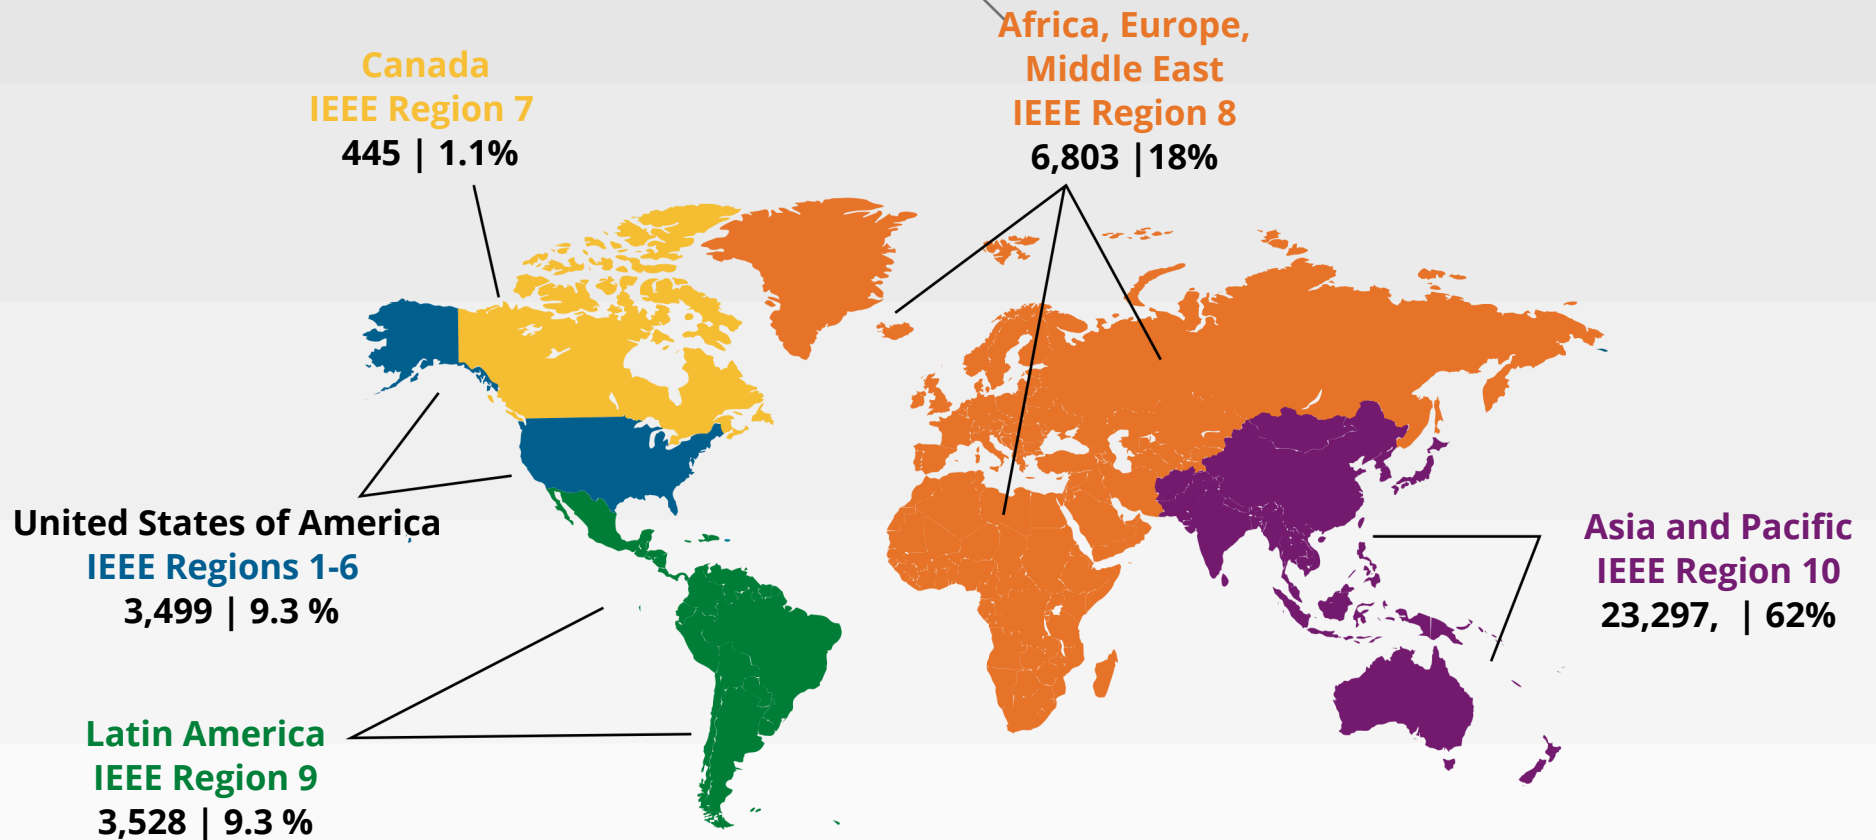 Canada
IEEE Region 7
445 | 1.1%
Africa, Europe,
Middle East
IEEE Region 8
6,803 |18%
United States of America
IEEE Regions 1-6
3,499 | 9.3 %
Asia and Pacific
IEEE Region 10
23,297,  | 62%
Latin America
IEEE Region 9
3,528 | 9.3 %